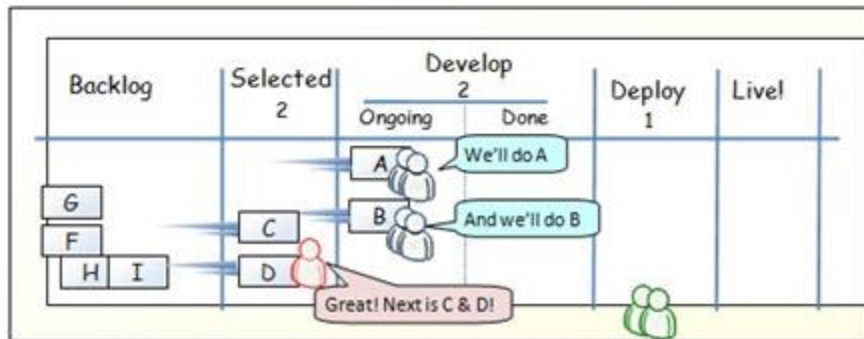 Backlog
Selected
2
Develop
2
Ongoing Done
Deploy
1
Live!
A
We'll do A
G
C
B
And we'll do B
F
H I
D
Great! Next is C & D!